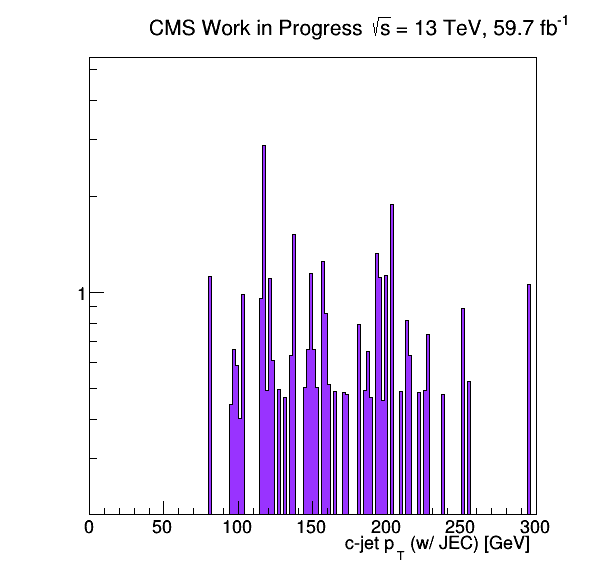 CMS Work in Progress √s = 13 TeV, 59.7 fb⁻¹
1
0 50 100 150 200 250 300
c-jet p_T (w/ JEC) [GeV]